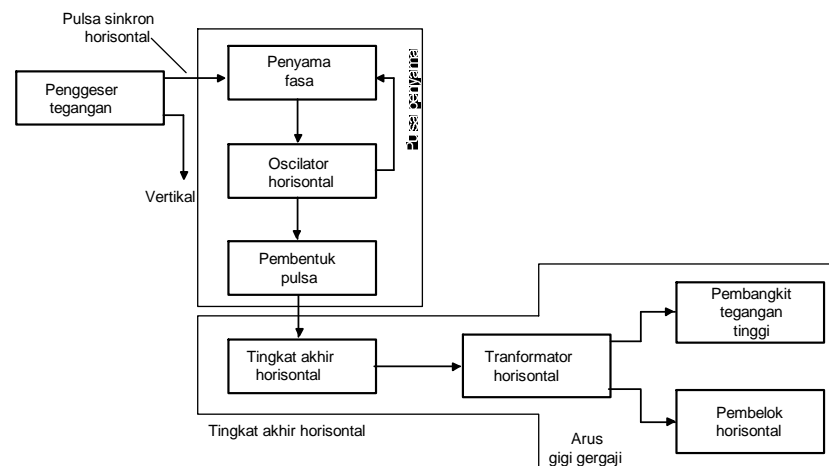 Pulsa sinkron
horisontal
Penggeser
tegangan
Vertikal
Penyama
fasa
Pulsa penyama
Oscilator
horisontal
Pembentuk
pulsa
Tingkat akhir
horisontal
Tranformator
horisontal
Pembangkit
tegangan
tinggi
Pembelok
horisontal
Tingkat akhir horisontal
Arus
gigi gergaji